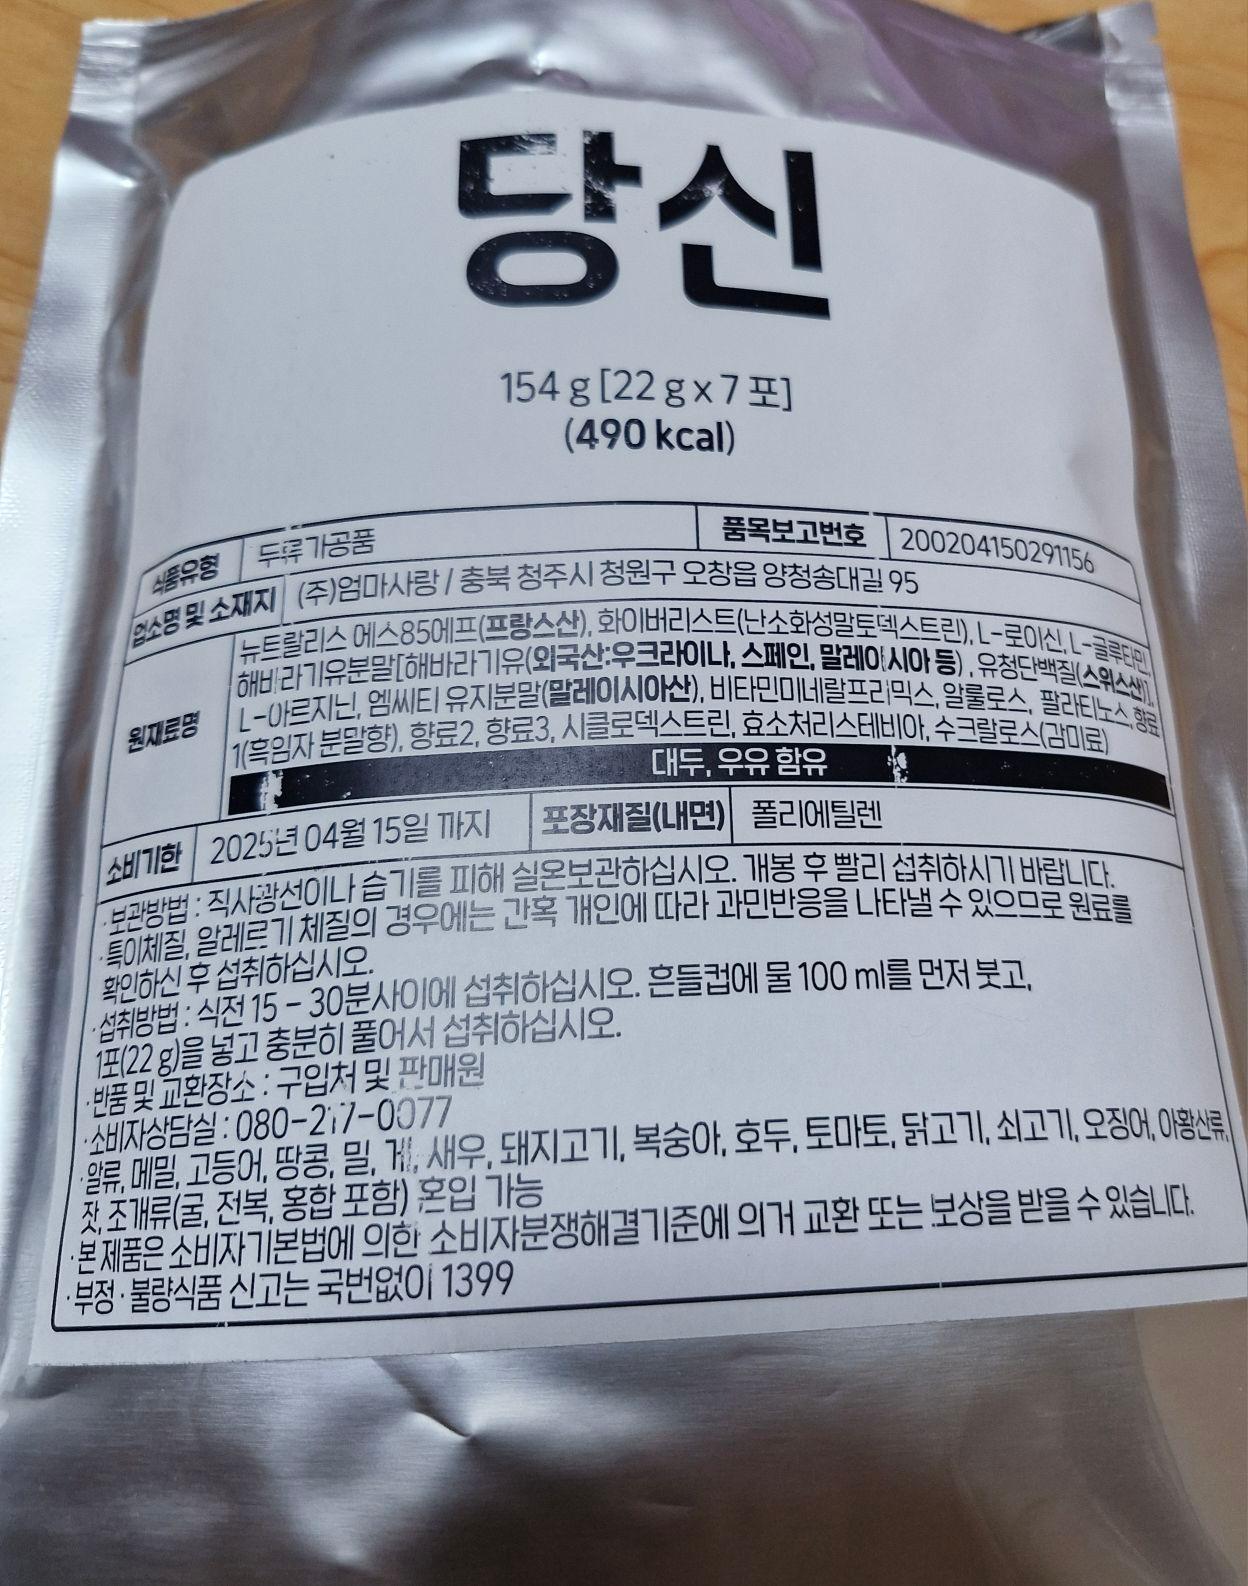 당신
154 g [22 g x 7 포]
(490 kcal)
식품유형 두류가공품 품목보고번호 200204150291156
업소명 및 소재지 (주)엄마사랑 / 충북 청주시 청원구 오창읍 양청송대길 95
원재료명
뉴트랄리스 에스85에프(프랑스산), 화이버리스트(난소화성말토덱스트린), L-로이신, L-글루타민,
해바라기유분말[해바라기유(외국산:우크라이나, 스페인, 말레이시아 등), 유청단백질(스위스산)],
L-아르지닌, 엠씨티 유지분말(말레이시아산), 비타민미네랄프리믹스, 알룰로스, 팔라티노스, 향료
1(흑임자 분말향), 향료2, 향료3, 시클로덱스트린, 효소처리스테비아, 수크랄로스(감미료)
대두, 우유 함유
소비기한 2025년 04월 15일 까지 포장재질(내면) 폴리에틸렌
·보관방법 : 직사광선이나 습기를 피해 실온보관하십시오. 개봉 후 빨리 섭취하시기 바랍니다.
·특이체질, 알레르기 체질의 경우에는 간혹 개인에 따라 과민반응을 나타낼 수 있으므로 원료를
확인하신 후 섭취하십시오.
·섭취방법 : 식전 15 - 30분사이에 섭취하십시오. 흔들컵에 물 100 ml를 먼저 붓고,
1포(22 g)을 넣고 충분히 풀어서 섭취하십시오.
·반품 및 교환장소 : 구입처 및 판매원
·소비자상담실 : 080-217-0077
·알류, 메밀, 고등어, 땅콩, 밀, 게, 새우, 돼지고기, 복숭아, 호두, 토마토, 닭고기, 쇠고기, 오징어, 아황산류,
잣, 조개류(굴, 전복, 홍합 포함) 혼입 가능
·본 제품은 소비자기본법에 의한 소비자분쟁해결기준에 의거 교환 또는 보상을 받을 수 있습니다.
·부정·불량식품 신고는 국번없이 1399